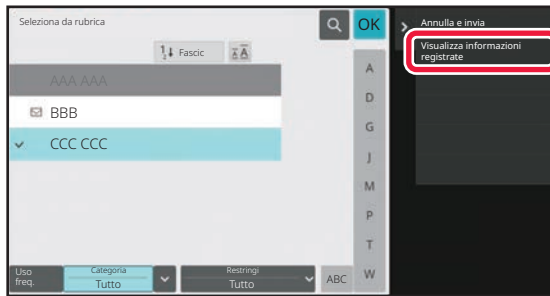 Seleziona da rubrica
OK
Annulla e invia
Visualizza informazioni
registrate
Fascic
AAA AAA
BBB
CCC CCC
A
D
G
J
M
P
T
W
Uso
freq.
Categoria
Tutto
Restringi
Tutto
ABC